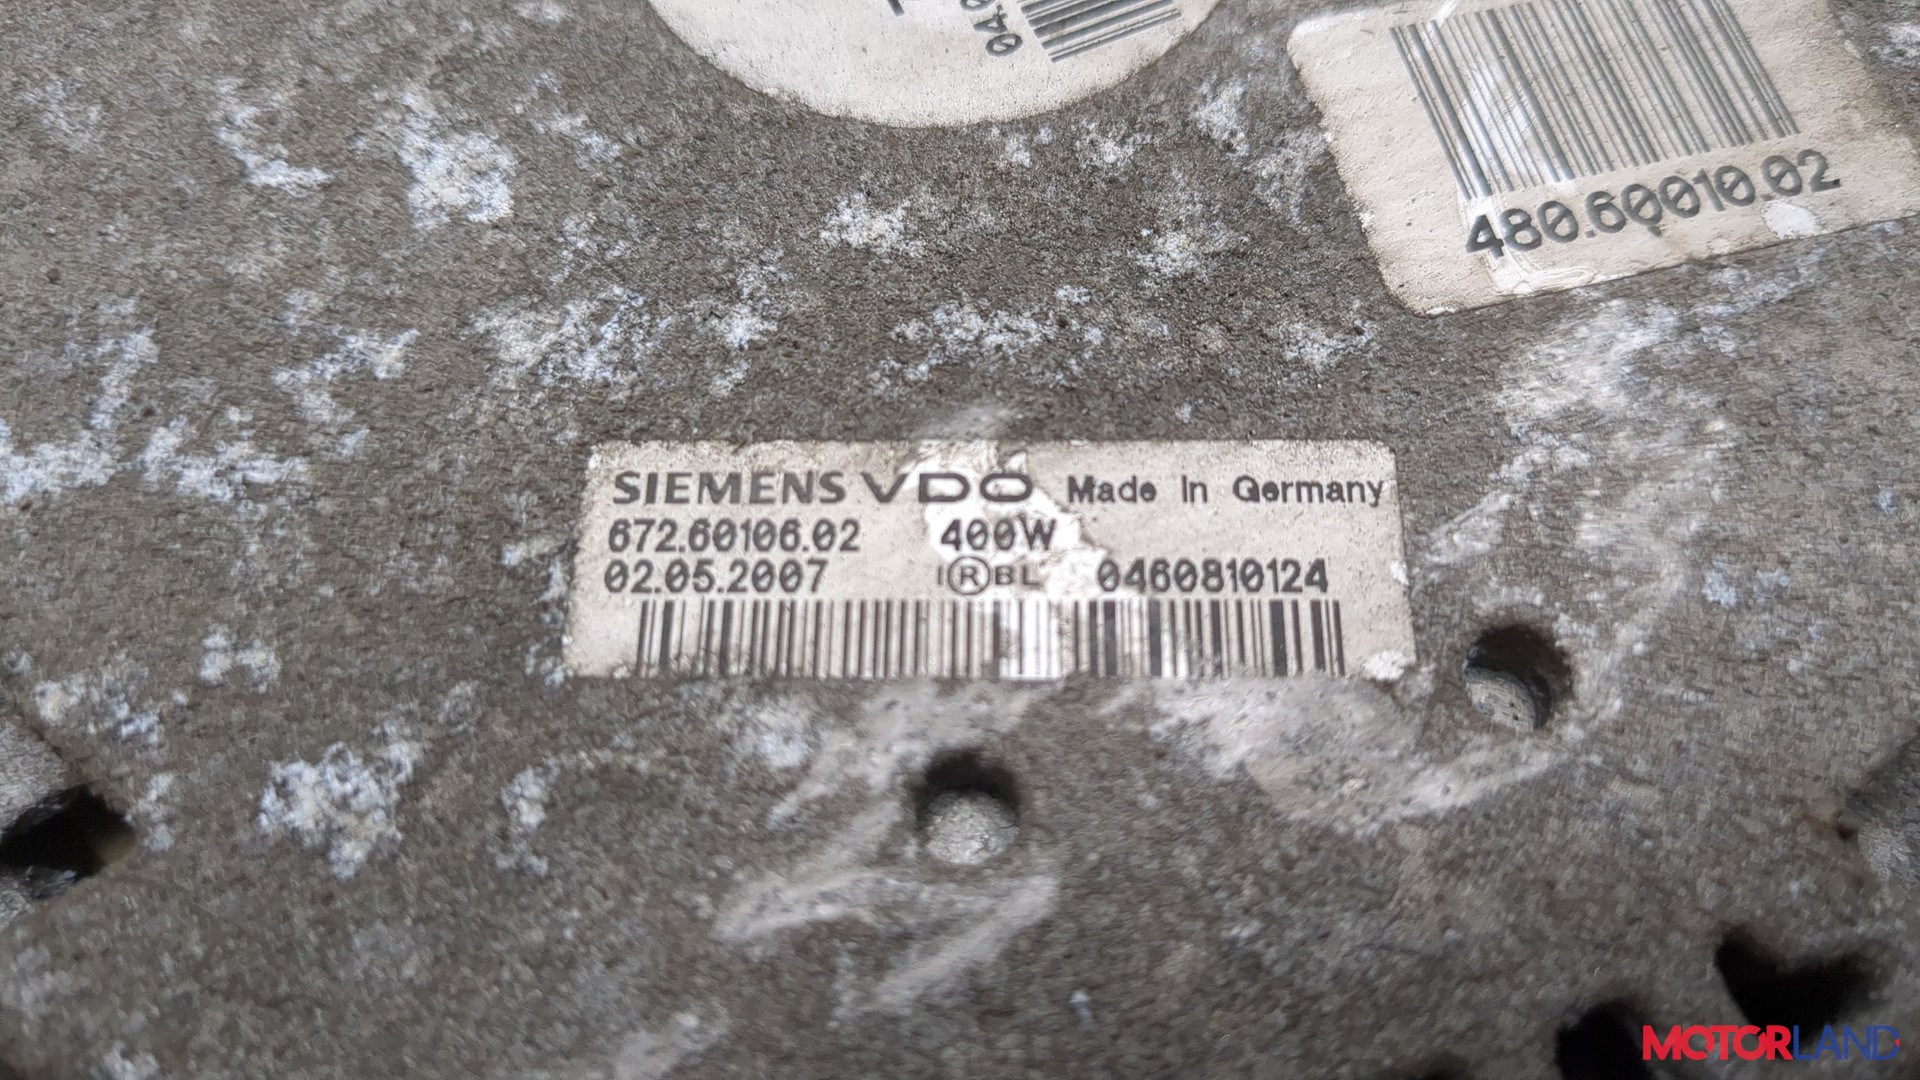 480.60010.02
SIEMENS VDO Made In Germany
672.60106.02 400W
02.05.2007 I®BL 0460810124
MOTORLAND